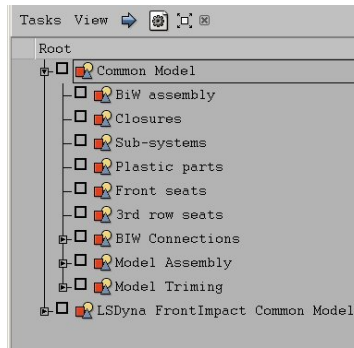 Tasks View
Root
Common Model
BiW assembly
Closures
Sub-systems
Plastic parts
Front seats
3rd row seats
BIW Connections
Model Assembly
Model Triming
LSDyna FrontImpact Common Model